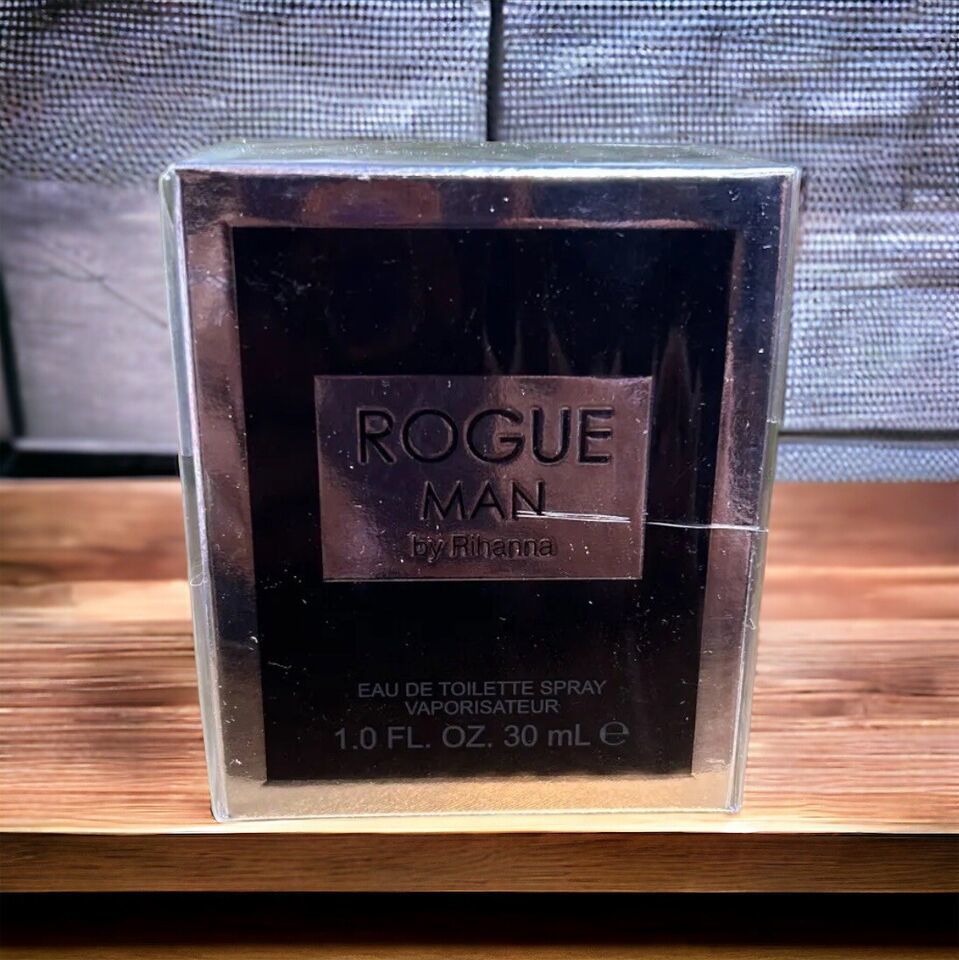 ROGUE
MAN
by Rihanna
EAU DE TOILETTE SPRAY
VAPORISATEUR
1.0 FL. OZ. 30 mL ℮